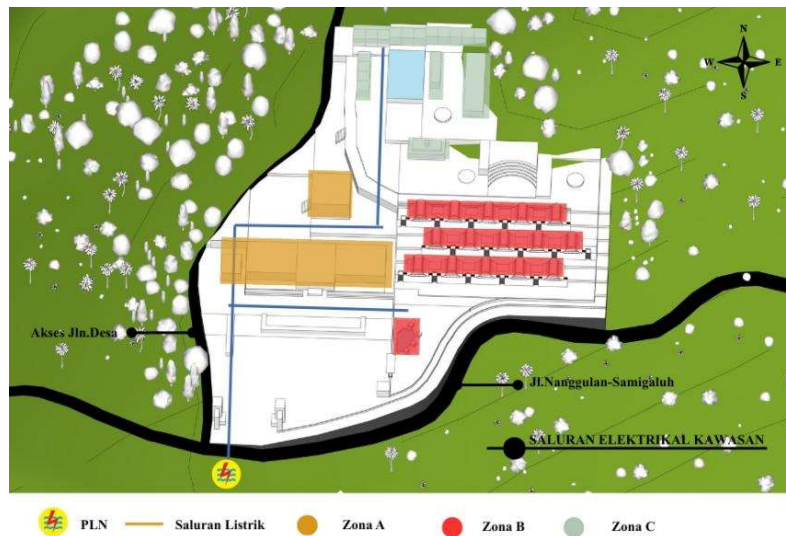 N
W E
S
Akses Jln.Desa
Jl.Nanggulan-Samigaluh
SALURAN ELEKTRIKAL KAWASAN
PLN Saluran Listrik Zona A Zona B Zona C